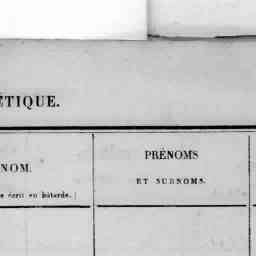 ÉTIQUE.
NOM.
e écrit en bâtarde.)
PRÉNOMS
ET SURNOMS.